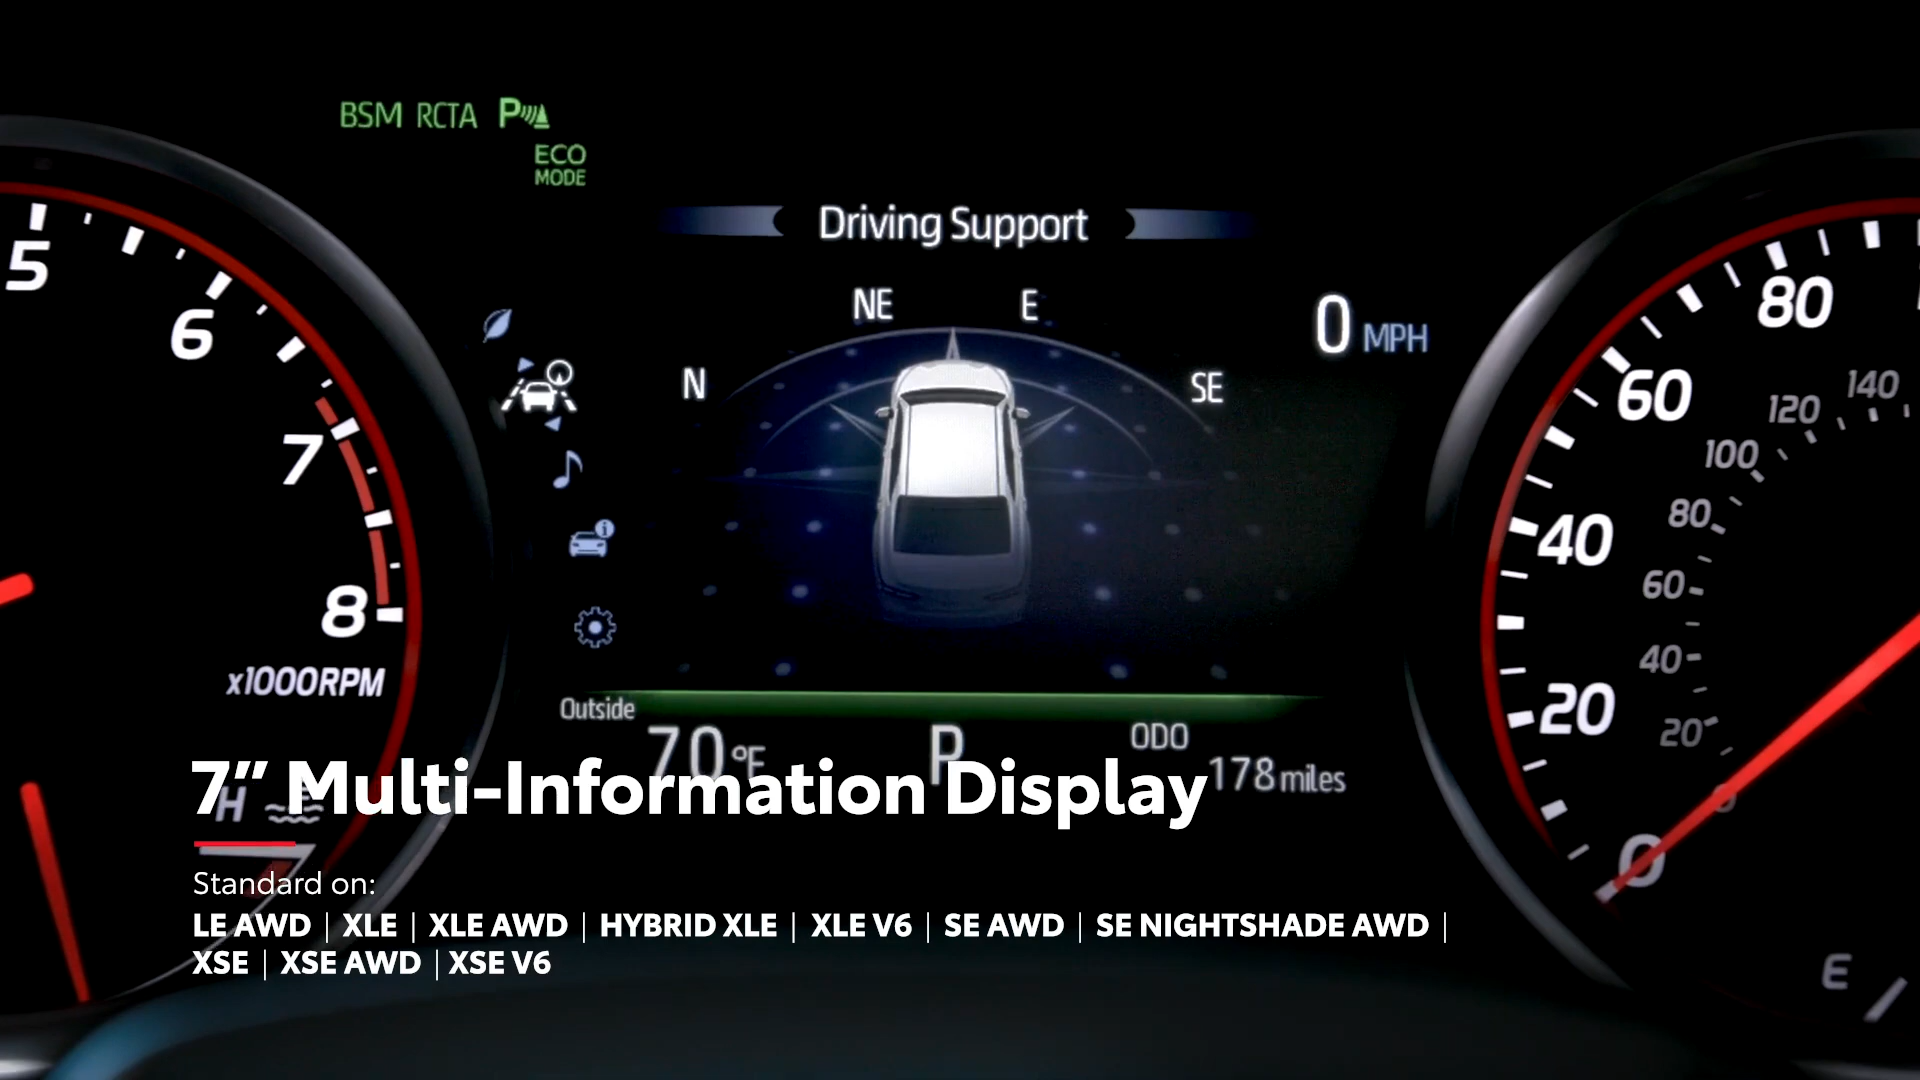 BSM RCTA P
ECO
MODE
Driving Support
NE E
N SE
0 MPH
5
6
7
8
x1000RPM
80
60
40
20
0
140
120
100
80
60
40
20
0
Outside
70 °F
P
ODO
178 miles
H
7” Multi-Information Display
Standard on:
LE AWD | XLE | XLE AWD | HYBRID XLE | XLE V6 | SE AWD | SE NIGHTSHADE AWD |
XSE | XSE AWD | XSE V6
E